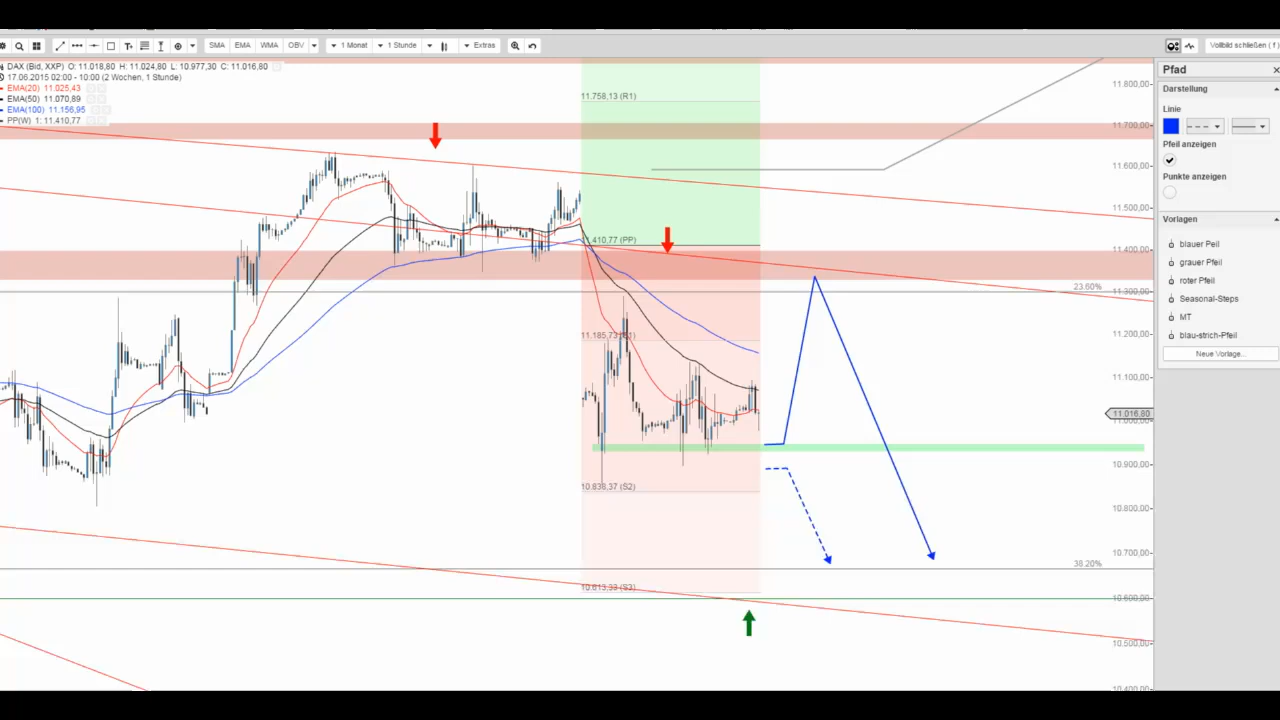 SMA EMA WMA OBV 1 Monat 1 Stunde Extras Vollbild schließen ( f )
DAX (Bid, XXP) O: 11.018,80 H: 11.024,80 L: 10.977,30 C: 11.016,80
17.06.2015 02:00 - 10:00 (2 Wochen, 1 Stunde)
EMA(20) 11.025,43
EMA(50) 11.070,89
EMA(100) 11.156,95
PP(W) 1: 11.410,77
11.758,13 (R1)
11.410,77 (PP)
23.60%
11.185,73 (S1)
10.838,37 (S2)
38.20%
10.613,33 (S3)
11.800,00
11.700,00
11.600,00
11.500,00
11.400,00
11.300,00
11.200,00
11.100,00
11.016,80
11.000,00
10.900,00
10.800,00
10.700,00
10.600,00
10.500,00
10.400,00
Pfad
Darstellung
Linie
Pfeil anzeigen
Punkte anzeigen
Vorlagen
blauer Peil
grauer Pfeil
roter Pfeil
Seasonal-Steps
MT
blau-strich-Pfeil
Neue Vorlage...